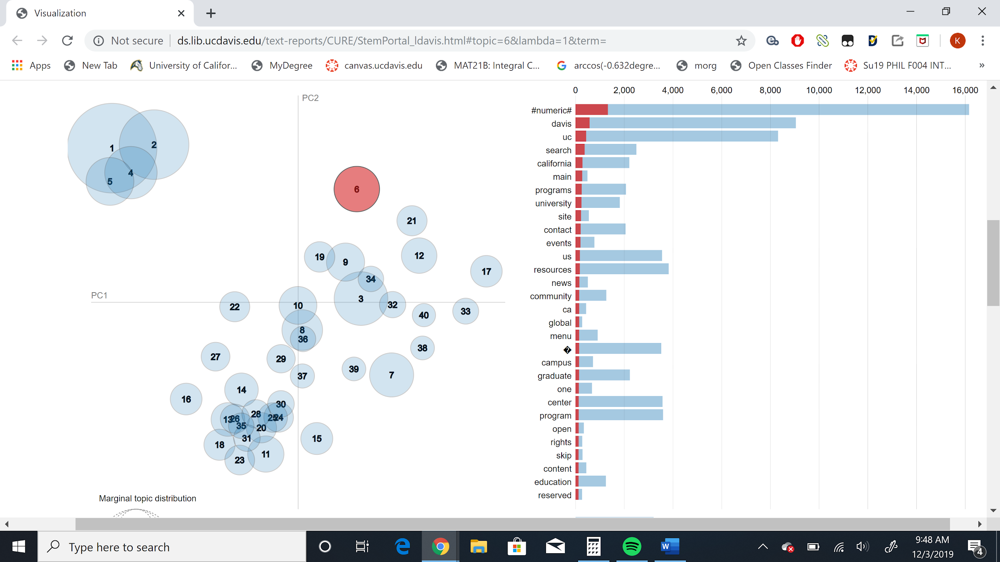 Visualization
Not secure ds.lib.ucdavis.edu/text-reports/CURE/StemPortal_ldavis.html#topic=6&lambda=1&term=
K
Apps New Tab University of Califor... MyDegree canvas.ucdavis.edu MAT21B: Integral C... arccos(-0.632degre... morg Open Classes Finder Su19 PHIL F004 INT... »
PC2
PC1
1
2
4
5
6
21
19
9
12
34
17
3
10
32
22
40
33
8
36
38
27
29
39
37
7
14
16
30
28
13
26
25
24
35
20
31
15
18
11
23
Marginal topic distribution
0 2,000 4,000 6,000 8,000 10,000 12,000 14,000 16,000
#numeric#
davis
uc
search
california
main
programs
university
site
contact
events
us
resources
news
community
ca
global
menu
�
campus
graduate
one
center
program
open
rights
skip
content
education
reserved
Type here to search
W
9:48 AM
12/3/2019
4